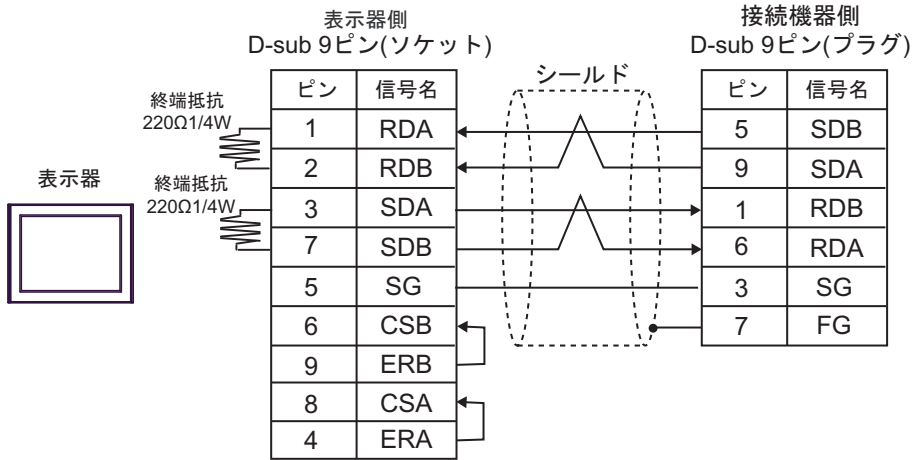 表示器側
D-sub 9ピン(ソケット)
接続機器側
D-sub 9ピン(プラグ)
シールド
終端抵抗
220Ω1/4W
終端抵抗
220Ω1/4W
表示器
ピン 信号名
1 RDA
2 RDB
3 SDA
7 SDB
5 SG
6 CSB
9 ERB
8 CSA
4 ERA
ピン 信号名
5 SDB
9 SDA
1 RDB
6 RDA
3 SG
7 FG